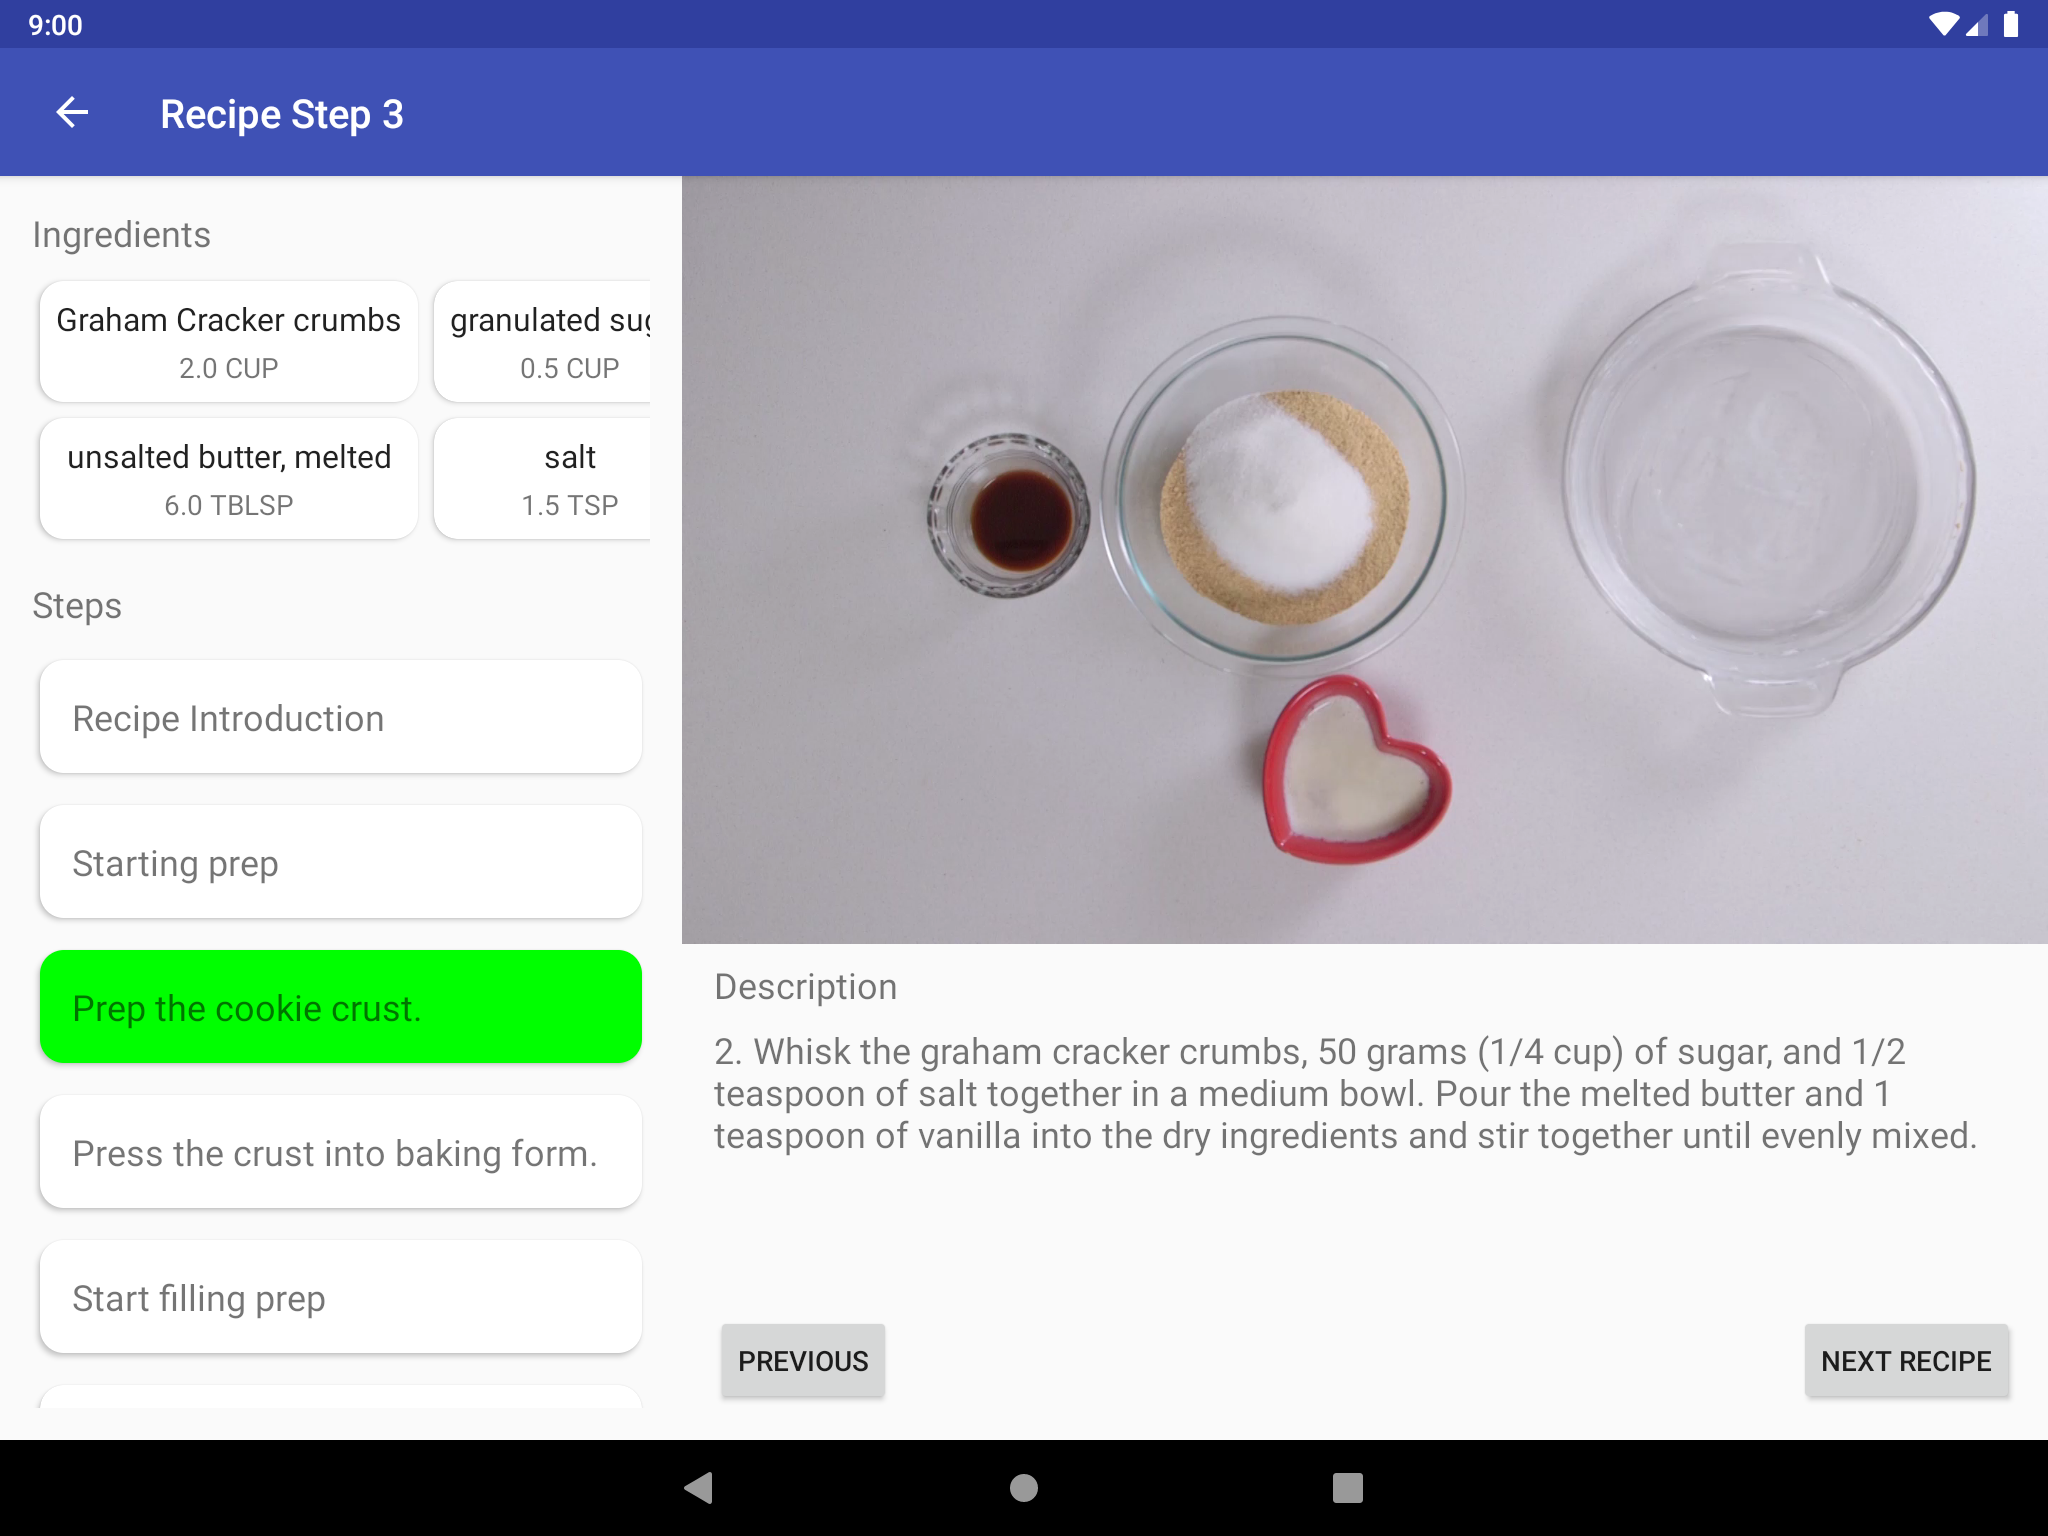 9:00
Recipe Step 3
Ingredients
Graham Cracker crumbs
2.0 CUP
granulated sug
0.5 CUP
unsalted butter, melted
6.0 TBLSP
salt
1.5 TSP
Steps
Recipe Introduction
Starting prep
Prep the cookie crust.
Press the crust into baking form.
Start filling prep
Description
2. Whisk the graham cracker crumbs, 50 grams (1/4 cup) of sugar, and 1/2
teaspoon of salt together in a medium bowl. Pour the melted butter and 1
teaspoon of vanilla into the dry ingredients and stir together until evenly mixed.
PREVIOUS
NEXT RECIPE